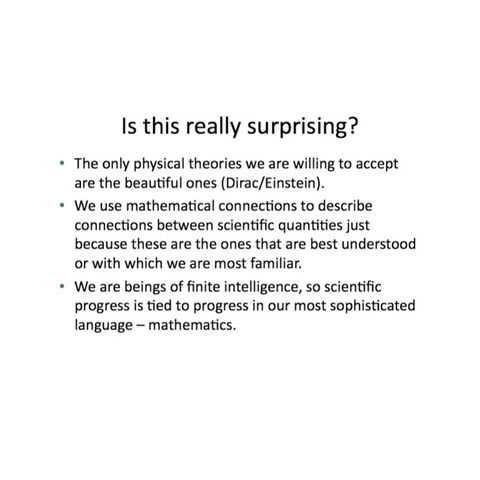 Is this really surprising?
• The only physical theories we are willing to accept
are the beautiful ones (Dirac/Einstein).
• We use mathematical connections to describe
connections between scientific quantities just
because these are the ones that are best understood
or with which we are most familiar.
• We are beings of finite intelligence, so scientific
progress is tied to progress in our most sophisticated
language – mathematics.